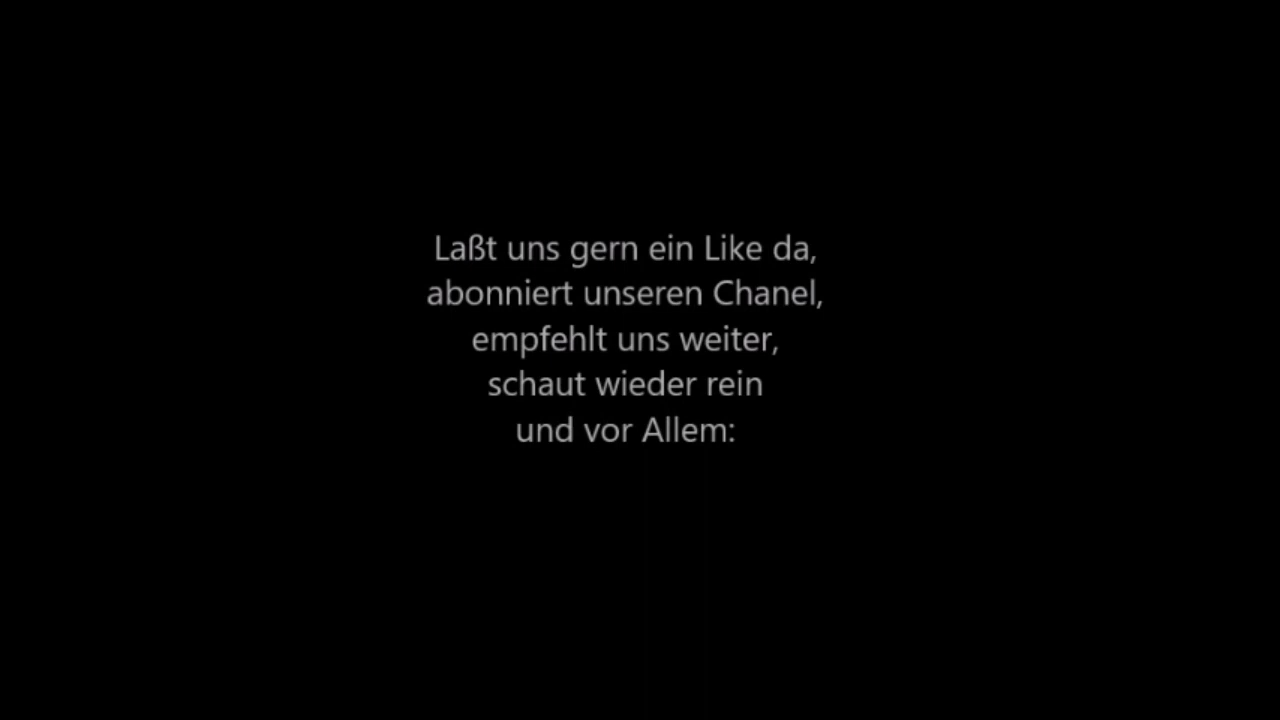 Laßt uns gern ein Like da,
abonniert unseren Chanel,
empfehlt uns weiter,
schaut wieder rein
und vor Allem: